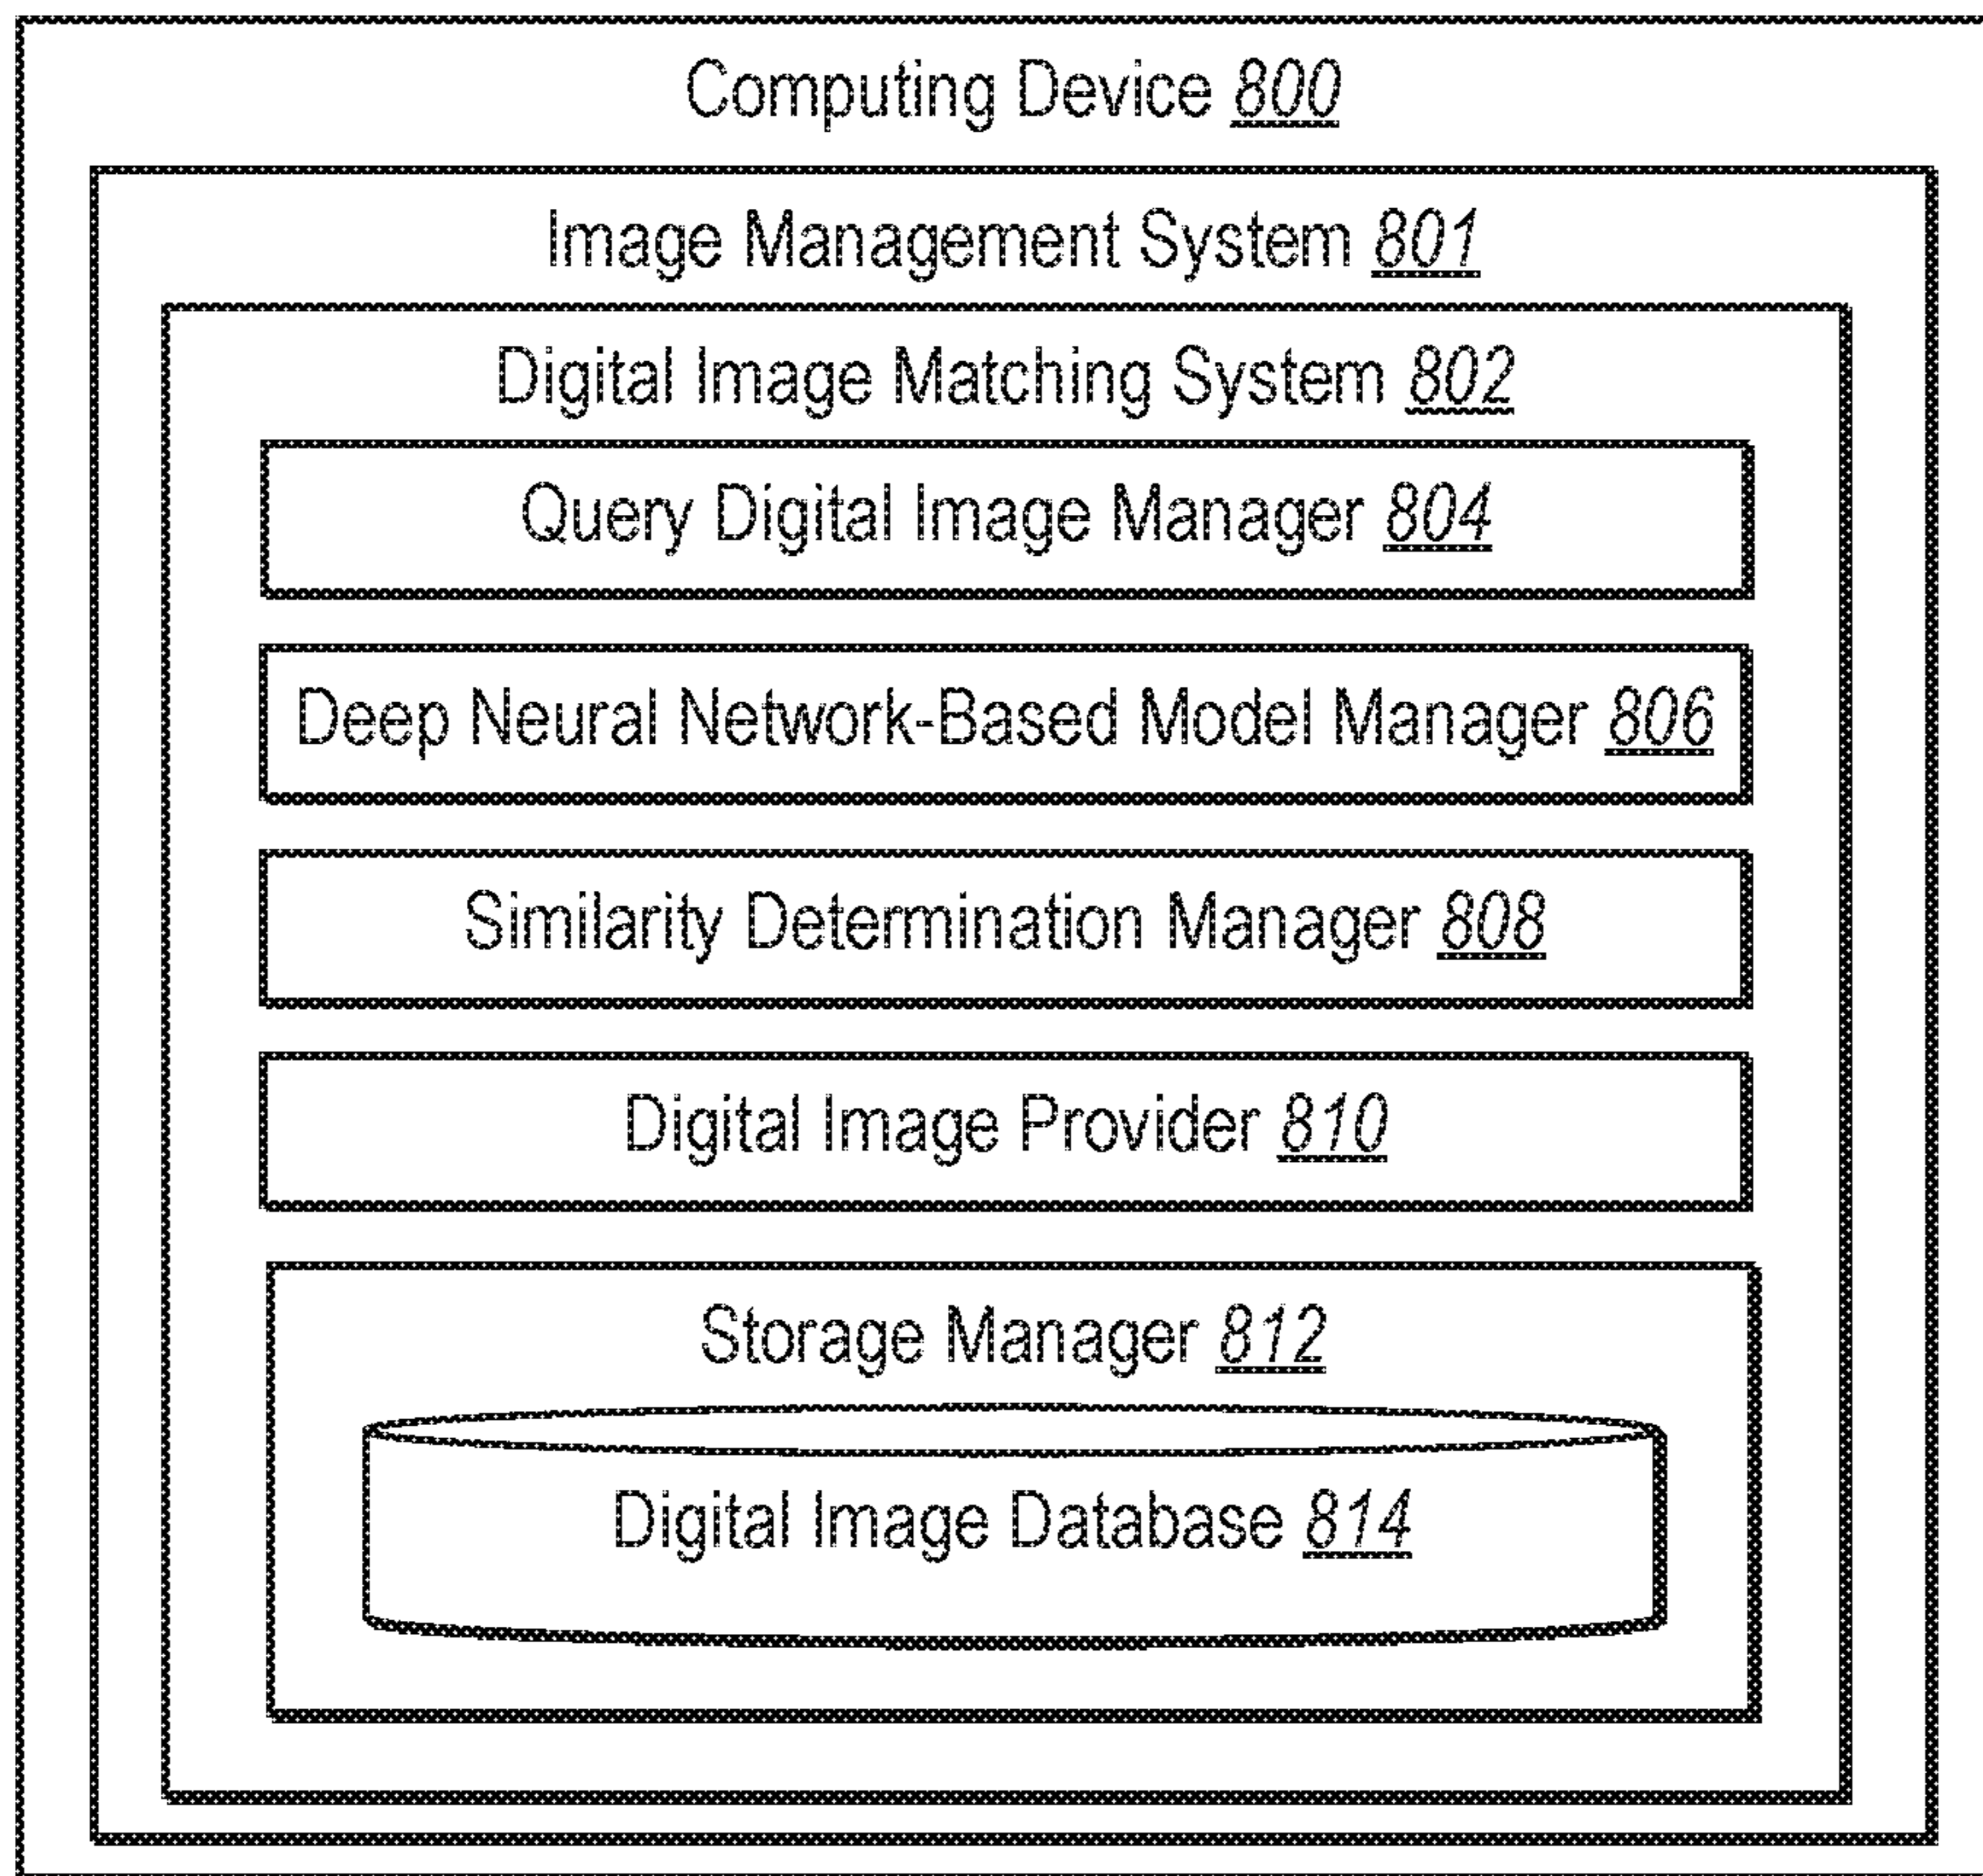 Computing Device 800
Image Management System 801
Digital Image Matching System 802
Query Digital Image Manager 804
Deep Neural Network-Based Model Manager 806
Similarity Determination Manager 808
Digital Image Provider 810
Storage Manager 812
Digital Image Database 814